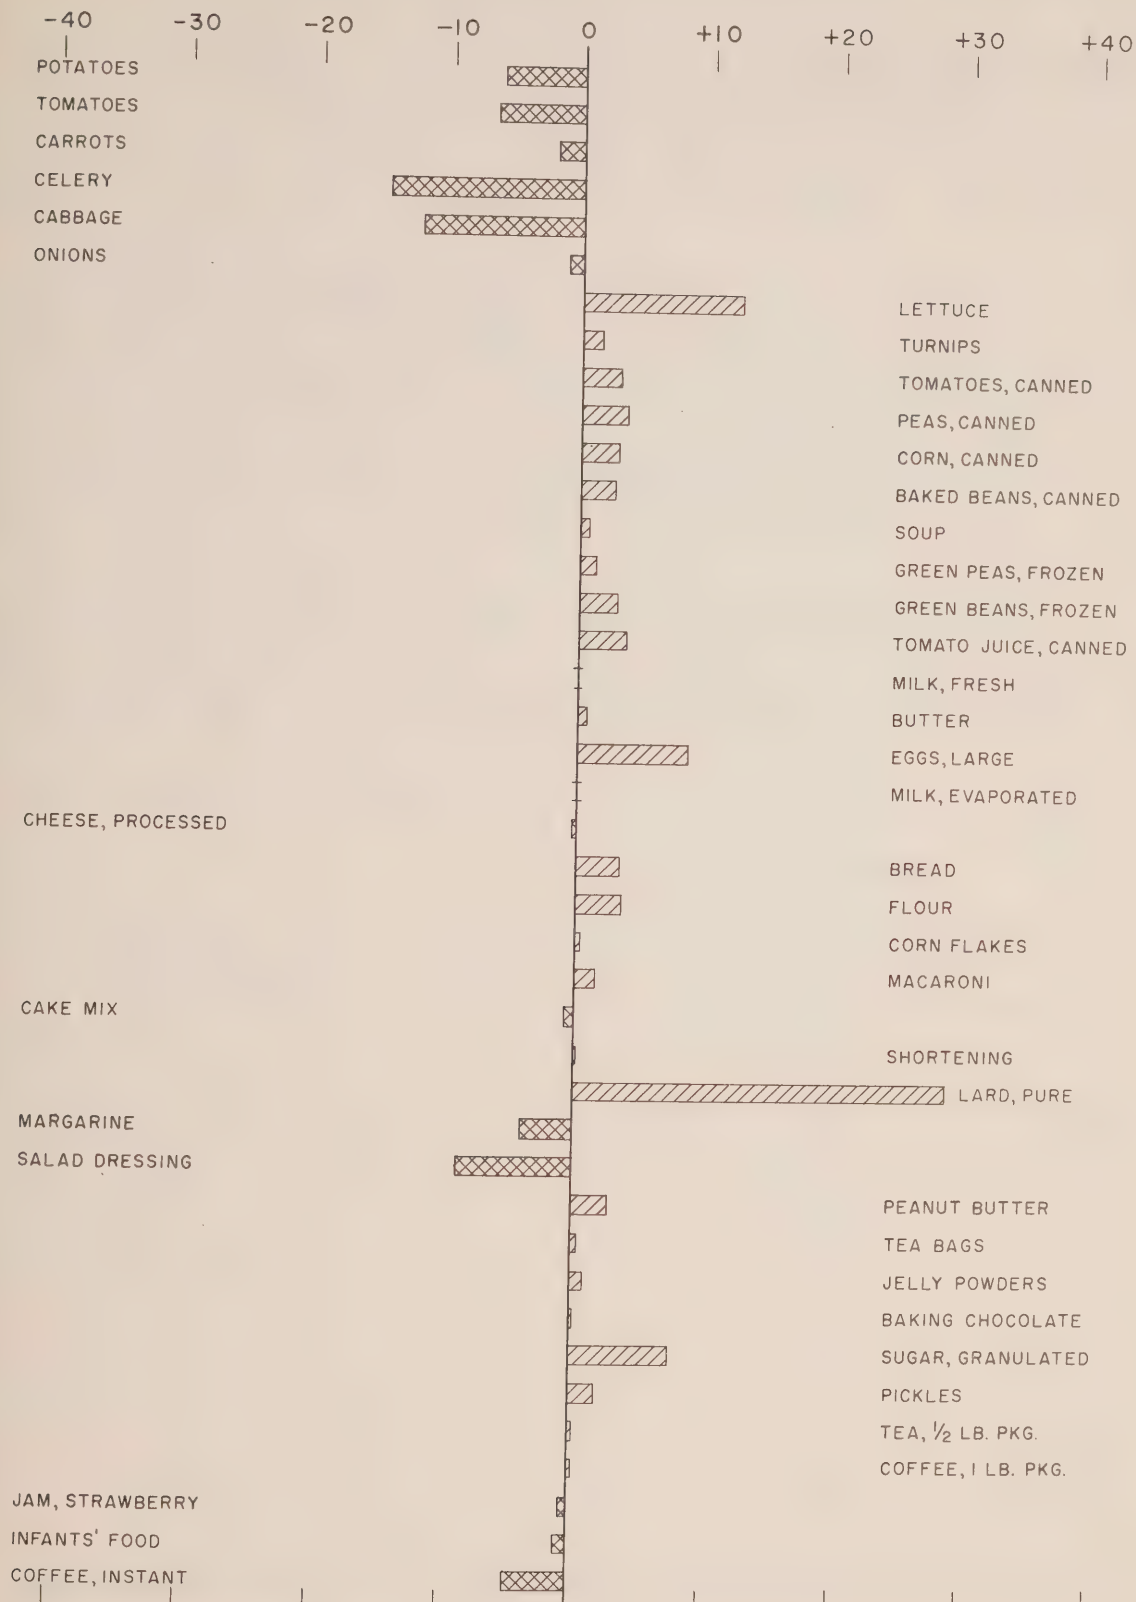 -40 -30 -20 -10 0 +10 +20 +30 +40
POTATOES
TOMATOES
CARROTS
CELERY
CABBAGE
ONIONS
LETTUCE
TURNIPS
TOMATOES, CANNED
PEAS, CANNED
CORN, CANNED
BAKED BEANS, CANNED
SOUP
GREEN PEAS, FROZEN
GREEN BEANS, FROZEN
TOMATO JUICE, CANNED
MILK, FRESH
BUTTER
EGGS, LARGE
MILK, EVAPORATED
CHEESE, PROCESSED
BREAD
FLOUR
CORN FLAKES
MACARONI
CAKE MIX
SHORTENING
LARD, PURE
MARGARINE
SALAD DRESSING
PEANUT BUTTER
TEA BAGS
JELLY POWDERS
BAKING CHOCOLATE
SUGAR, GRANULATED
PICKLES
TEA, 1/2 LB. PKG.
COFFEE, 1 LB. PKG.
JAM, STRAWBERRY
INFANTS' FOOD
COFFEE, INSTANT